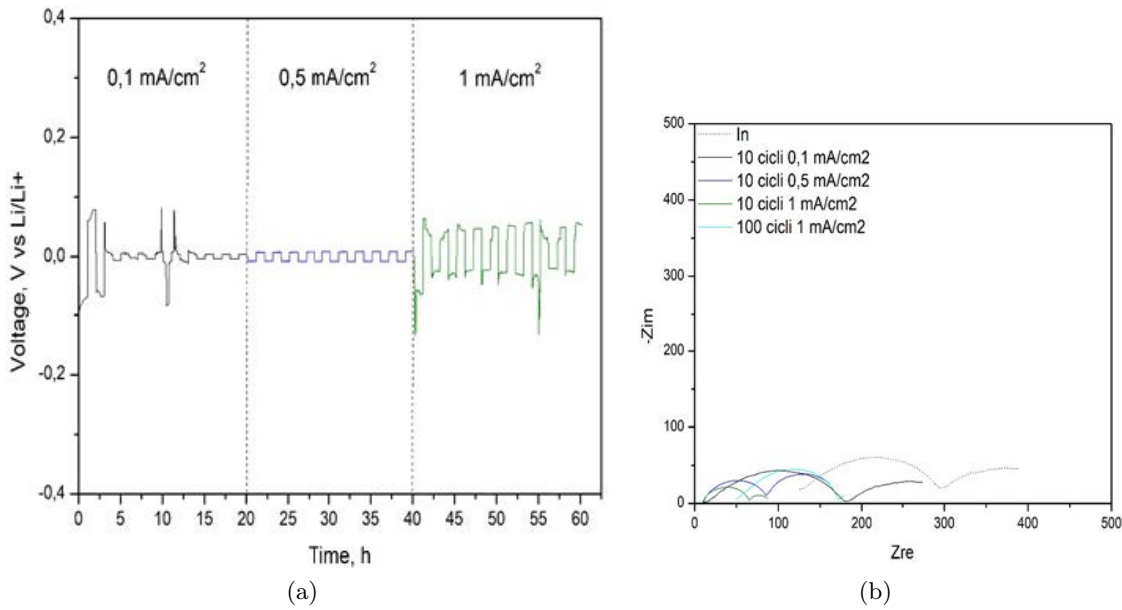 0,4
0,2
0,0
-0,2
-0,4
Voltage, V vs Li/Li+
0,1 mA/cm²
0,5 mA/cm²
1 mA/cm²
0 5 10 15 20 25 30 35 40 45 50 55 60
Time, h
(a)
500
400
300
200
100
0
-Zim
In
10 cicli 0,1 mA/cm2
10 cicli 0,5 mA/cm2
10 cicli 1 mA/cm2
100 cicli 1 mA/cm2
0 100 200 300 400 500
Zre
(b)